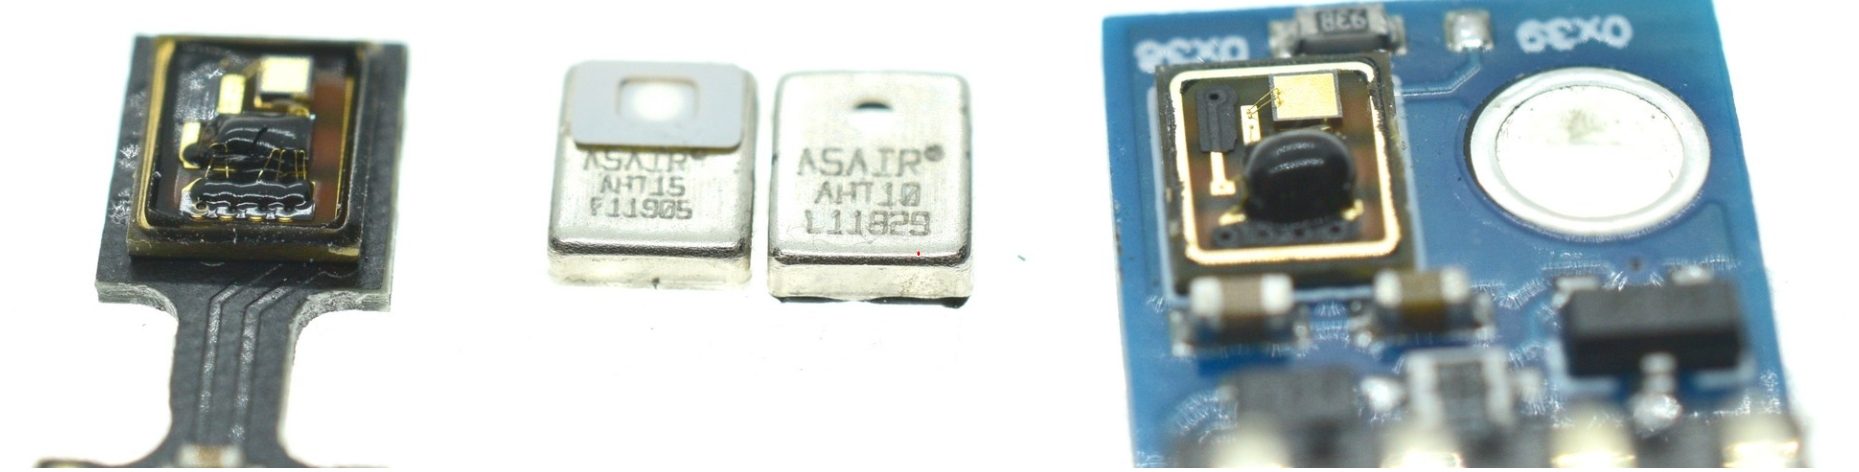 ASAIR®
AHT15
F11905
ASAIR®
AHT10
L11829
938
0x38
0x39